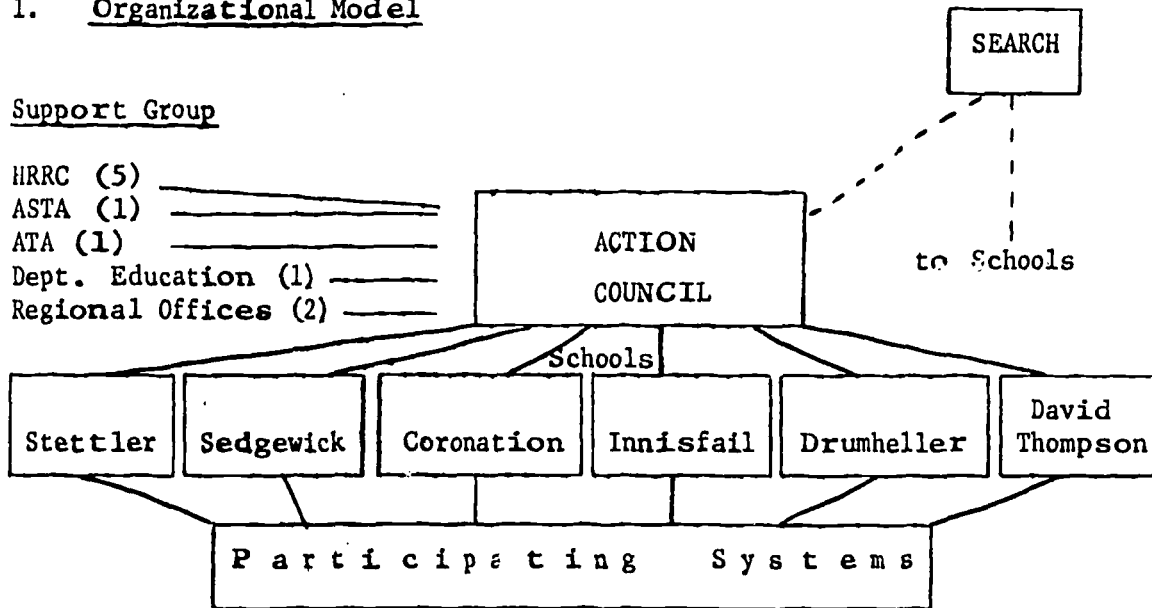 1. Organizational Model
SEARCH
Support Group
HRRC (5)
ASTA (1)
ATA (1)
Dept. Education (1)
Regional Offices (2)
ACTION
COUNCIL
to Schools
Schools
Stettler
Sedgewick
Coronation
Innisfail
Drumheller
David
Thompson
Participating Systems